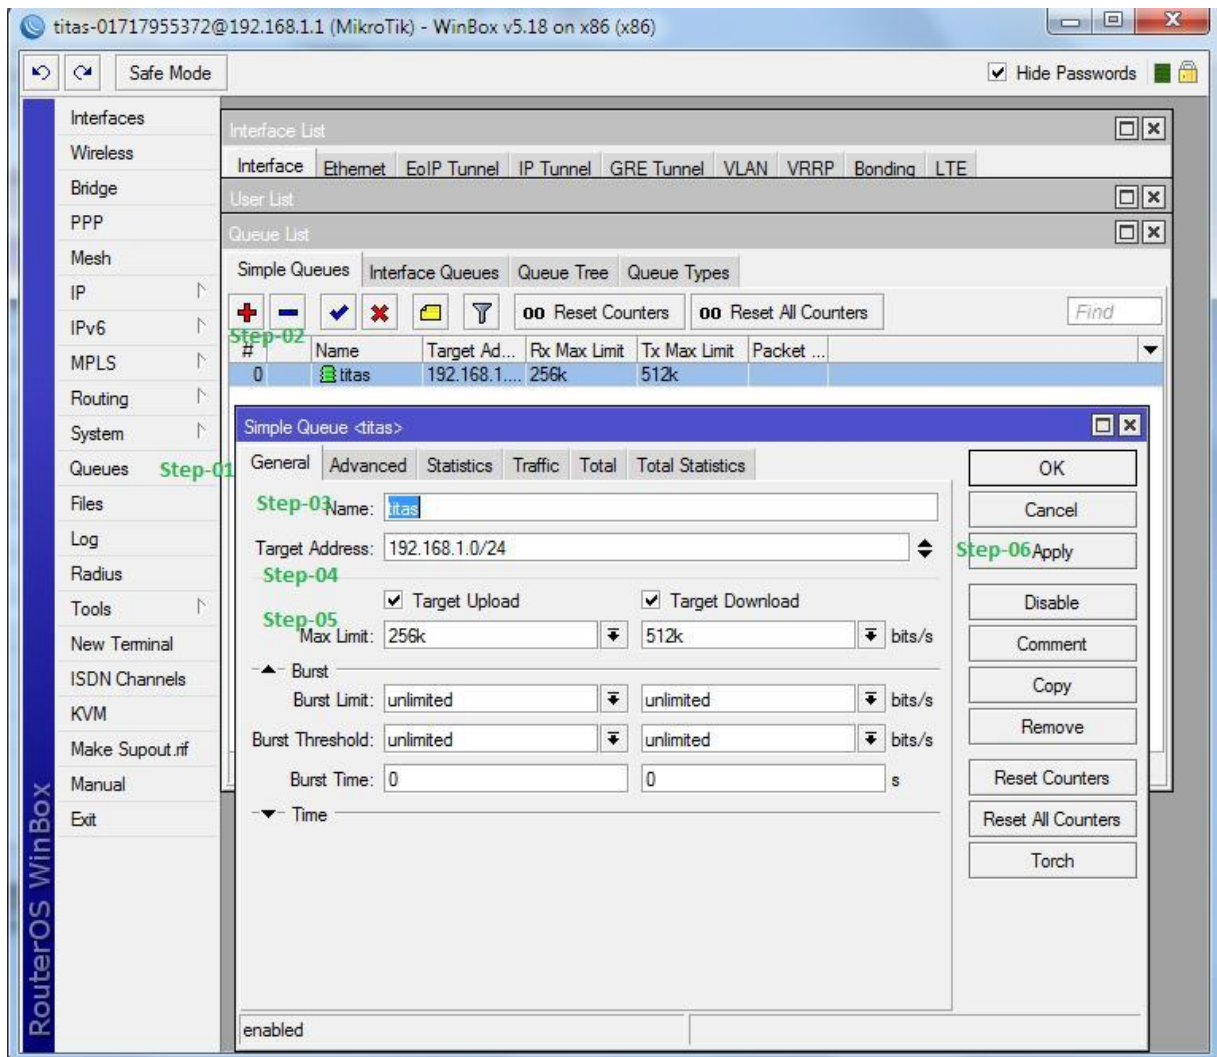 titas-01717955372@192.168.1.1 (MikroTik) - WinBox v5.18 on x86 (x86)
Safe Mode
Hide Passwords
Interfaces
Wireless
Bridge
PPP
Mesh
IP
IPv6
MPLS
Routing
System
Queues Step-01
Files
Log
Radius
Tools
New Terminal
ISDN Channels
KVM
Make Supout.rif
Manual
Exit
RouterOS WinBox
Interface List
Interface Ethernet EoIP Tunnel IP Tunnel GRE Tunnel VLAN VRRP Bonding LTE
User List
Queue List
Simple Queues Interface Queues Queue Tree Queue Types
00 Reset Counters 00 Reset All Counters Find
Step-02
# Name Target Ad... Rx Max Limit Tx Max Limit Packet ...
0 titas 192.168.1.... 256k 512k
Simple Queue <titas>
General Advanced Statistics Traffic Total Total Statistics
Step-03 Name: titas
Target Address: 192.168.1.0/24
Step-04
Target Upload Target Download
Step-05
Max Limit: 256k 512k bits/s
Burst
Burst Limit: unlimited unlimited bits/s
Burst Threshold: unlimited unlimited bits/s
Burst Time: 0 0 s
Time
OK
Cancel
Step-06 Apply
Disable
Comment
Copy
Remove
Reset Counters
Reset All Counters
Torch
enabled